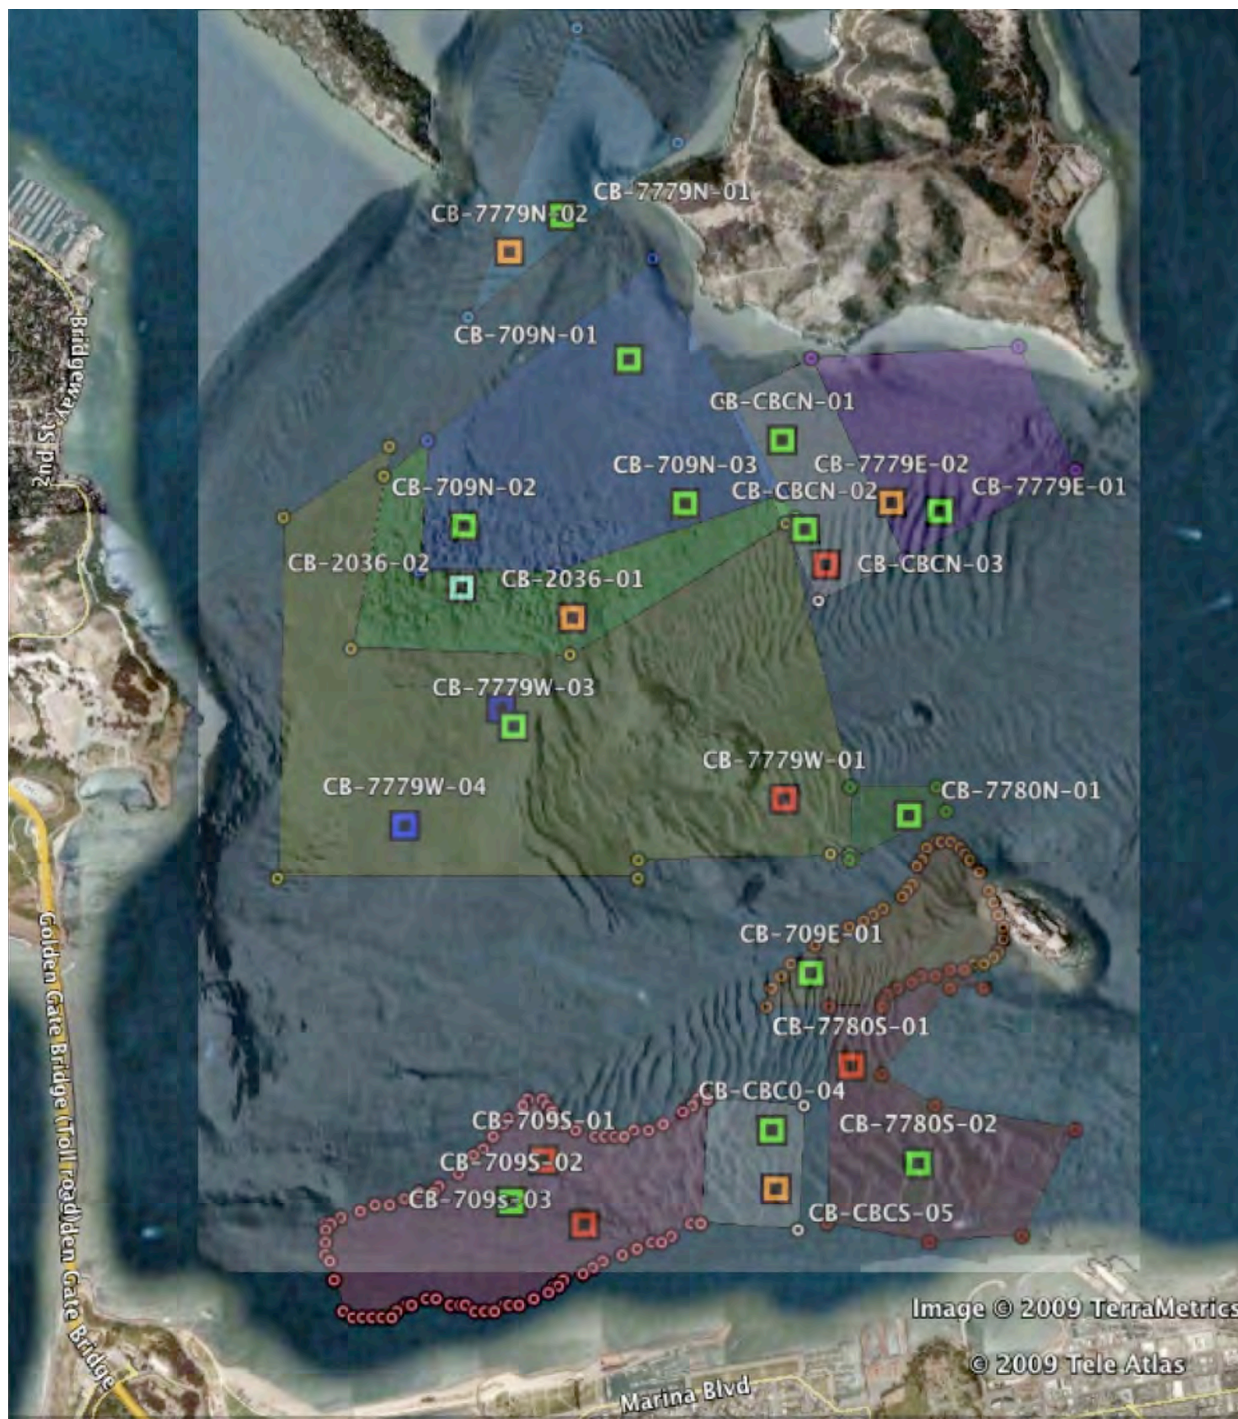 CB-7779N-01
CB-7779N-02
CB-709N-01
Bridgeway
2nd St
CB-CBCN-01
CB-709N-03
CB-7779E-02
CB-709N-02
CB-CBCN-02
CB-7779E-01
CB-2036-02
CB-2036-01
CB-CBCN-03
CB-7779W-03
CB-7779W-01
CB-7779W-04
CB-7780N-01
CB-709E-01
Golden Gate Bridge (Toll road)den Gate Bridge
CB-7780S-01
CB-CBC0-04
CB-709S-01
CB-7780S-02
CB-709S-02
CB-709s-03
CB-CBCS-05
Image © 2009 TerraMetrics
© 2009 Tele Atlas
Marina Blvd